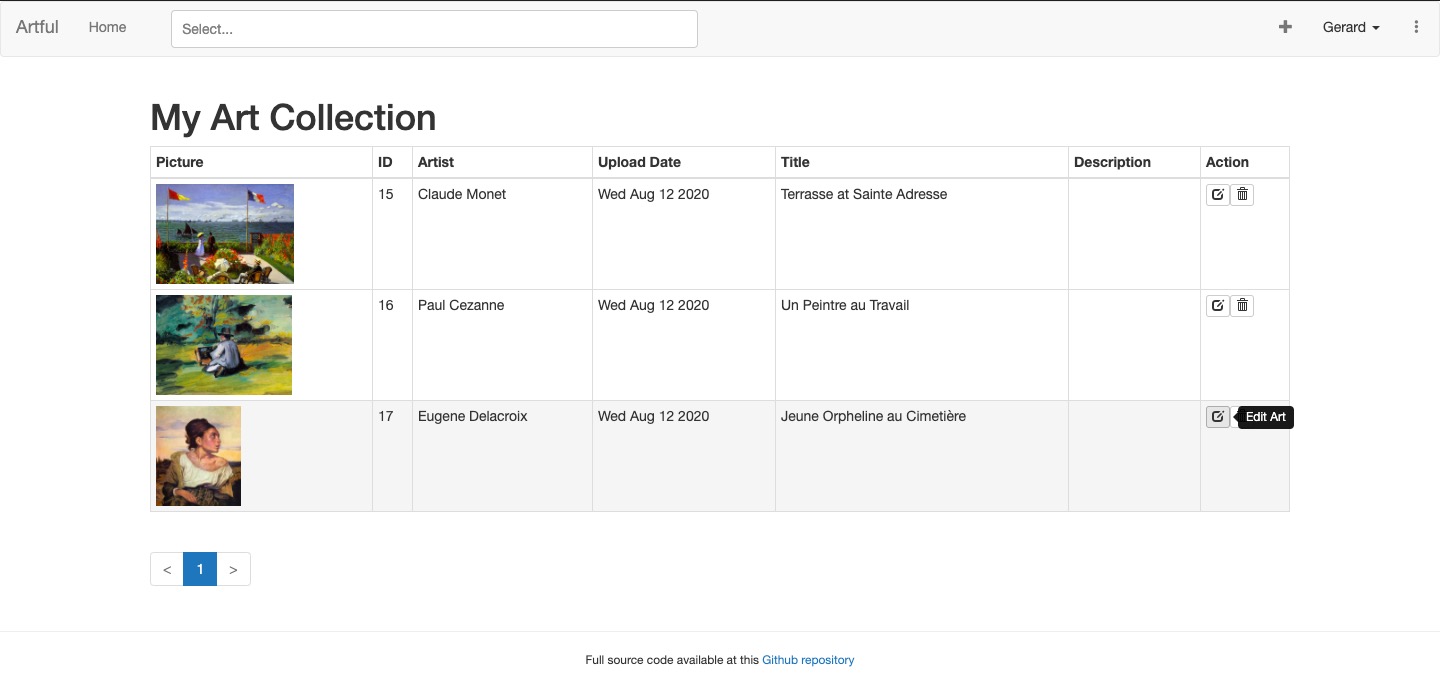 Artful Home Select... + Gerard
My Art Collection
Picture ID Artist Upload Date Title Description Action
15 Claude Monet Wed Aug 12 2020 Terrasse at Sainte Adresse
16 Paul Cezanne Wed Aug 12 2020 Un Peintre au Travail
17 Eugene Delacroix Wed Aug 12 2020 Jeune Orpheline au Cimetière Edit Art
< 1 >
Full source code available at this Github repository